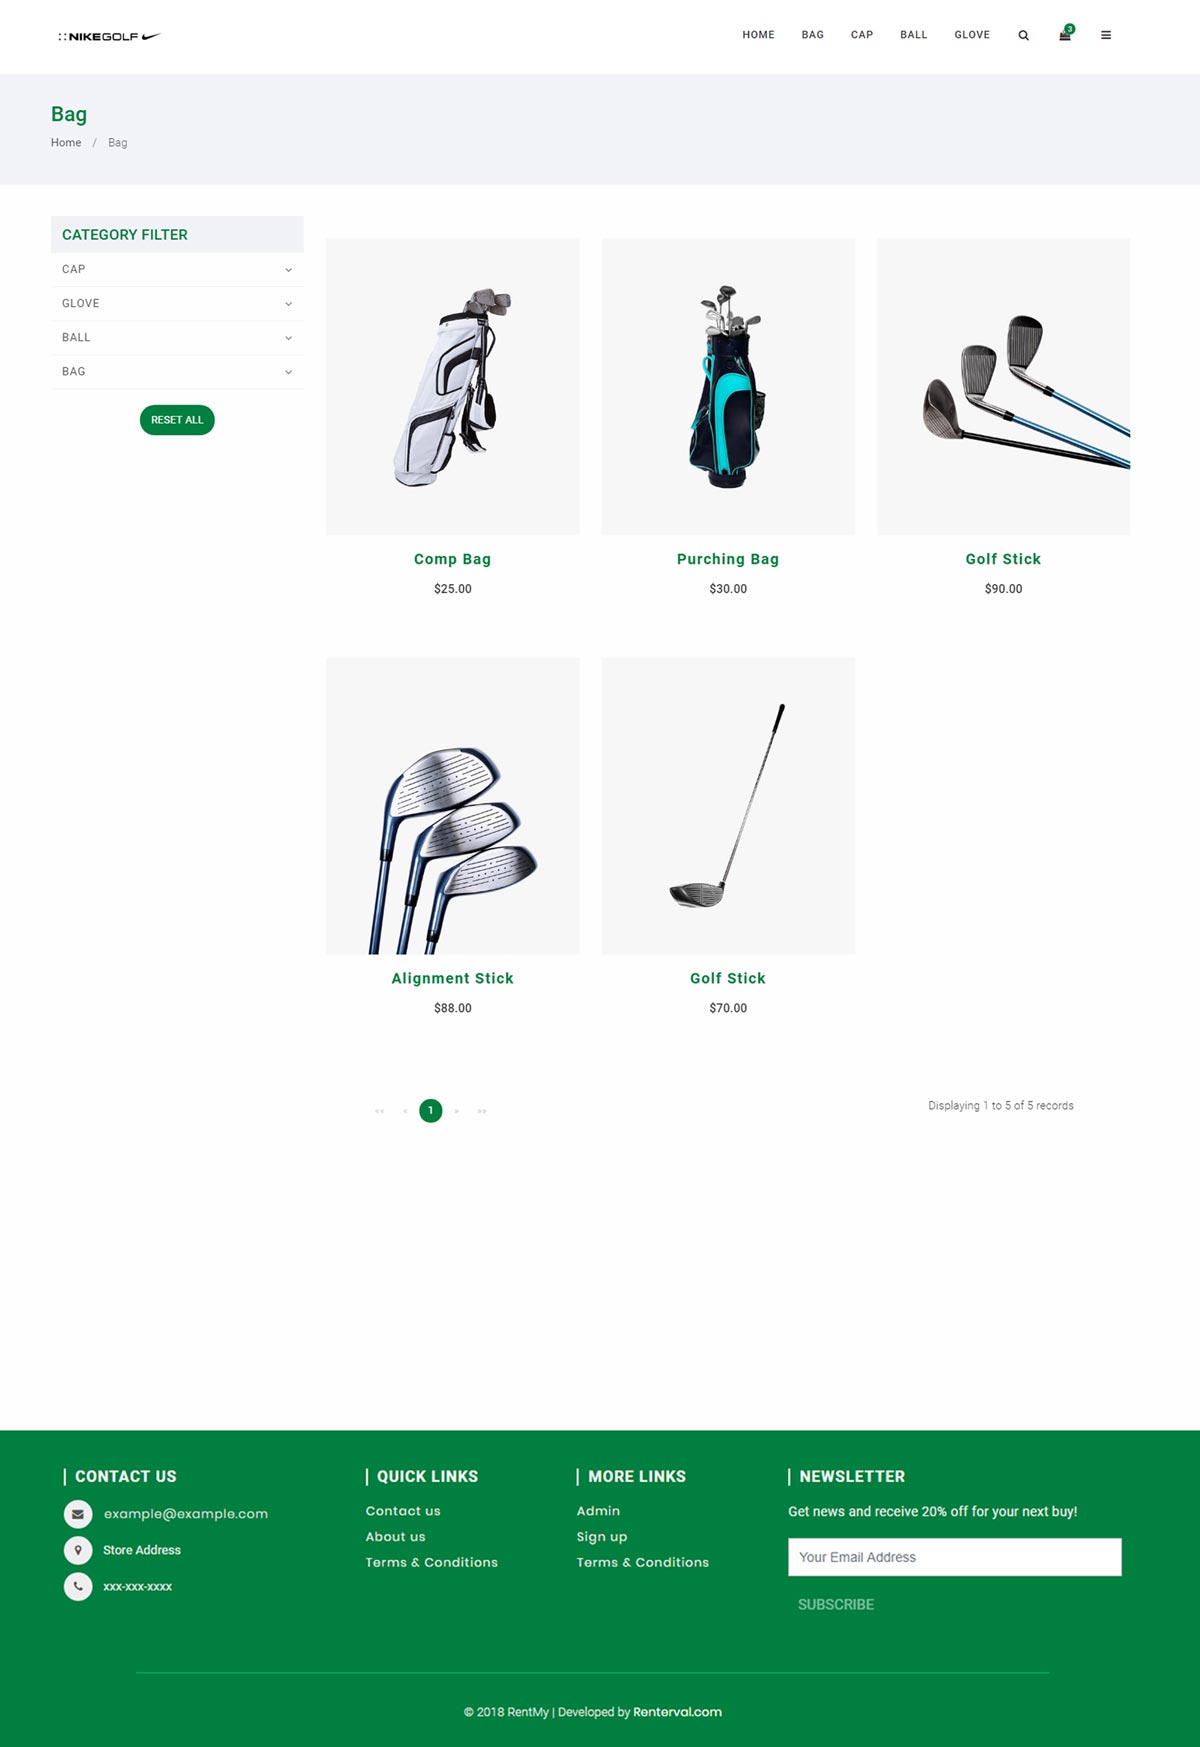 ::NIKEGOLF
HOME BAG CAP BALL GLOVE 3
Bag
Home / Bag
CATEGORY FILTER
CAP
GLOVE
BALL
BAG
RESET ALL
Comp Bag Purching Bag Golf Stick
$25.00 $30.00 $90.00
Alignment Stick Golf Stick
$88.00 $70.00
«« « 1 » »»
Displaying 1 to 5 of 5 records
CONTACT US
example@example.com
Store Address
xxx-xxx-xxxx
QUICK LINKS
Contact us
About us
Terms & Conditions
MORE LINKS
Admin
Sign up
Terms & Conditions
NEWSLETTER
Get news and receive 20% off for your next buy!
Your Email Address
SUBSCRIBE
© 2018 RentMy | Developed by Renterval.com